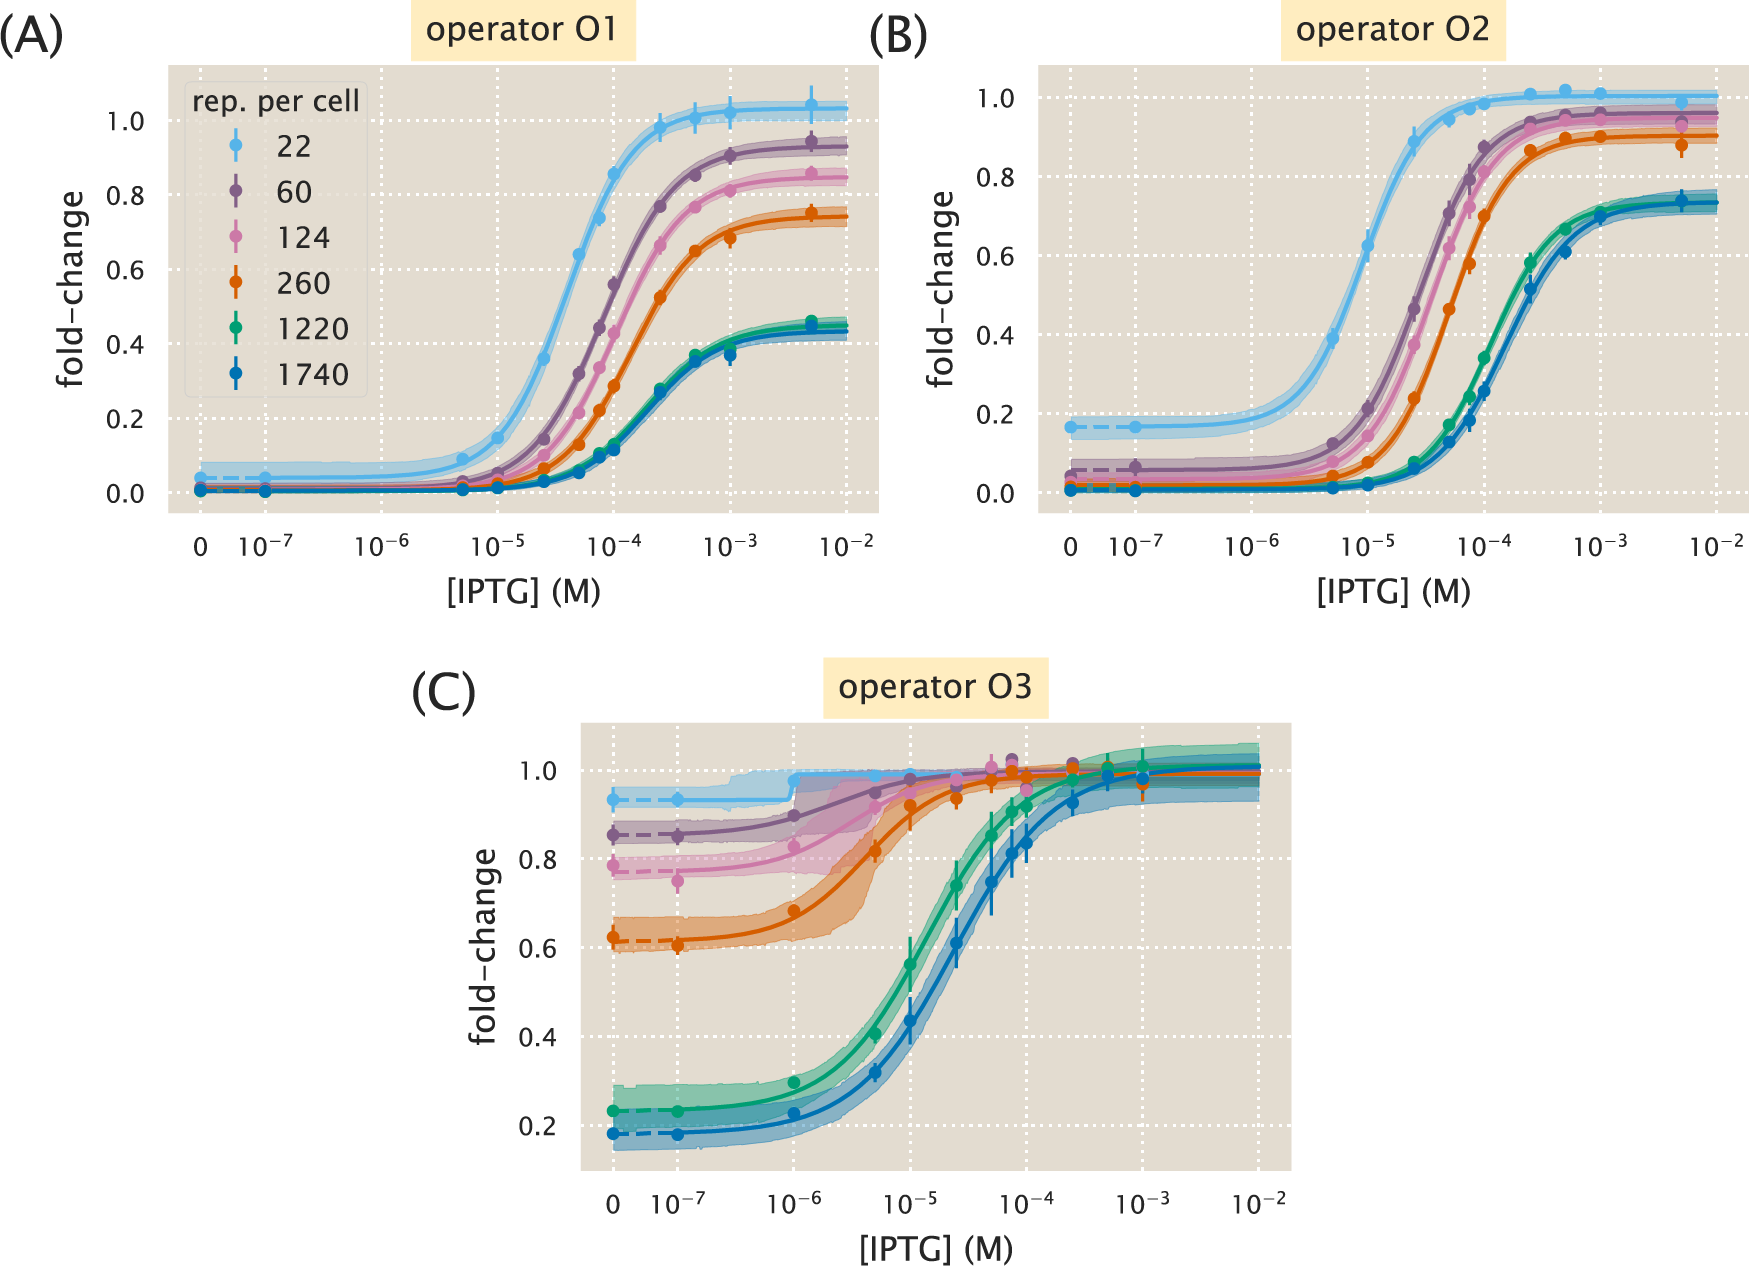 (A)
operator O1
rep. per cell
22
60
124
260
1220
1740
fold-change
1.0
0.8
0.6
0.4
0.2
0.0
0 10⁻⁷ 10⁻⁶ 10⁻⁵ 10⁻⁴ 10⁻³ 10⁻²
[IPTG] (M)
(B)
operator O2
fold-change
1.0
0.8
0.6
0.4
0.2
0.0
0 10⁻⁷ 10⁻⁶ 10⁻⁵ 10⁻⁴ 10⁻³ 10⁻²
[IPTG] (M)
(C)
operator O3
fold-change
1.0
0.8
0.6
0.4
0.2
0 10⁻⁷ 10⁻⁶ 10⁻⁵ 10⁻⁴ 10⁻³ 10⁻²
[IPTG] (M)